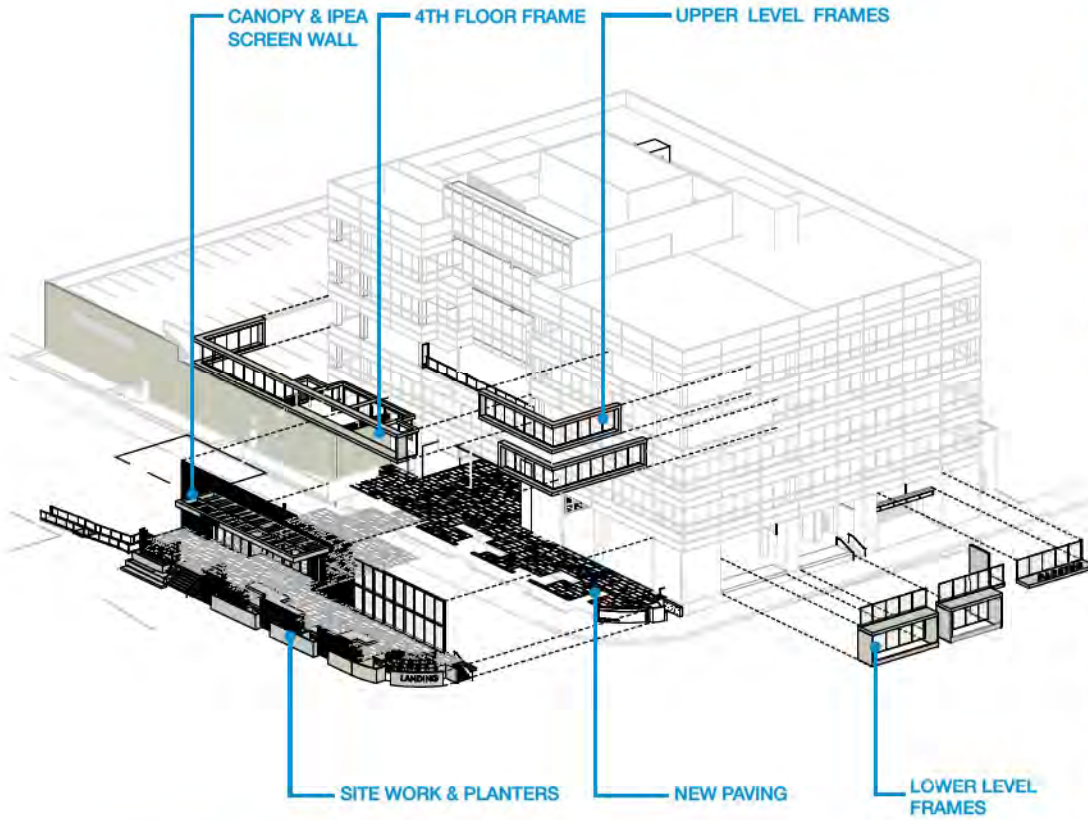 CANOPY & IPEA
SCREEN WALL
4TH FLOOR FRAME
UPPER LEVEL FRAMES
PARKING
LANDING
SITE WORK & PLANTERS
NEW PAVING
LOWER LEVEL
FRAMES